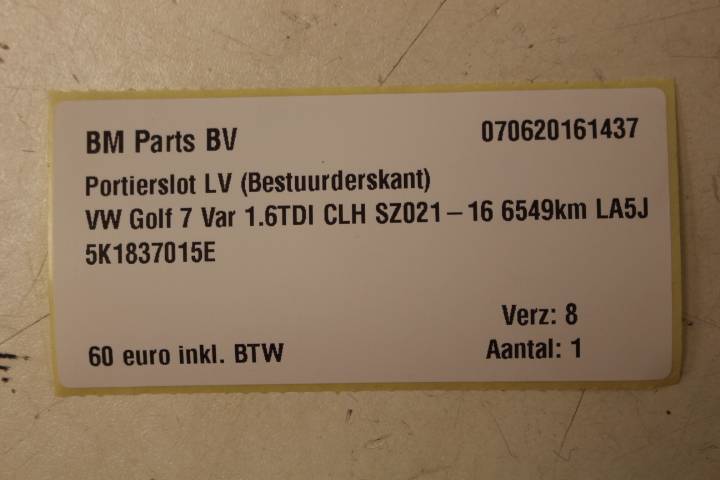 BM Parts BV 070620161437
Portierslot LV (Bestuurderskant)
VW Golf 7 Var 1.6TDI CLH SZ021-16 6549km LA5J
5K1837015E
Verz: 8
60 euro inkl. BTW Aantal: 1